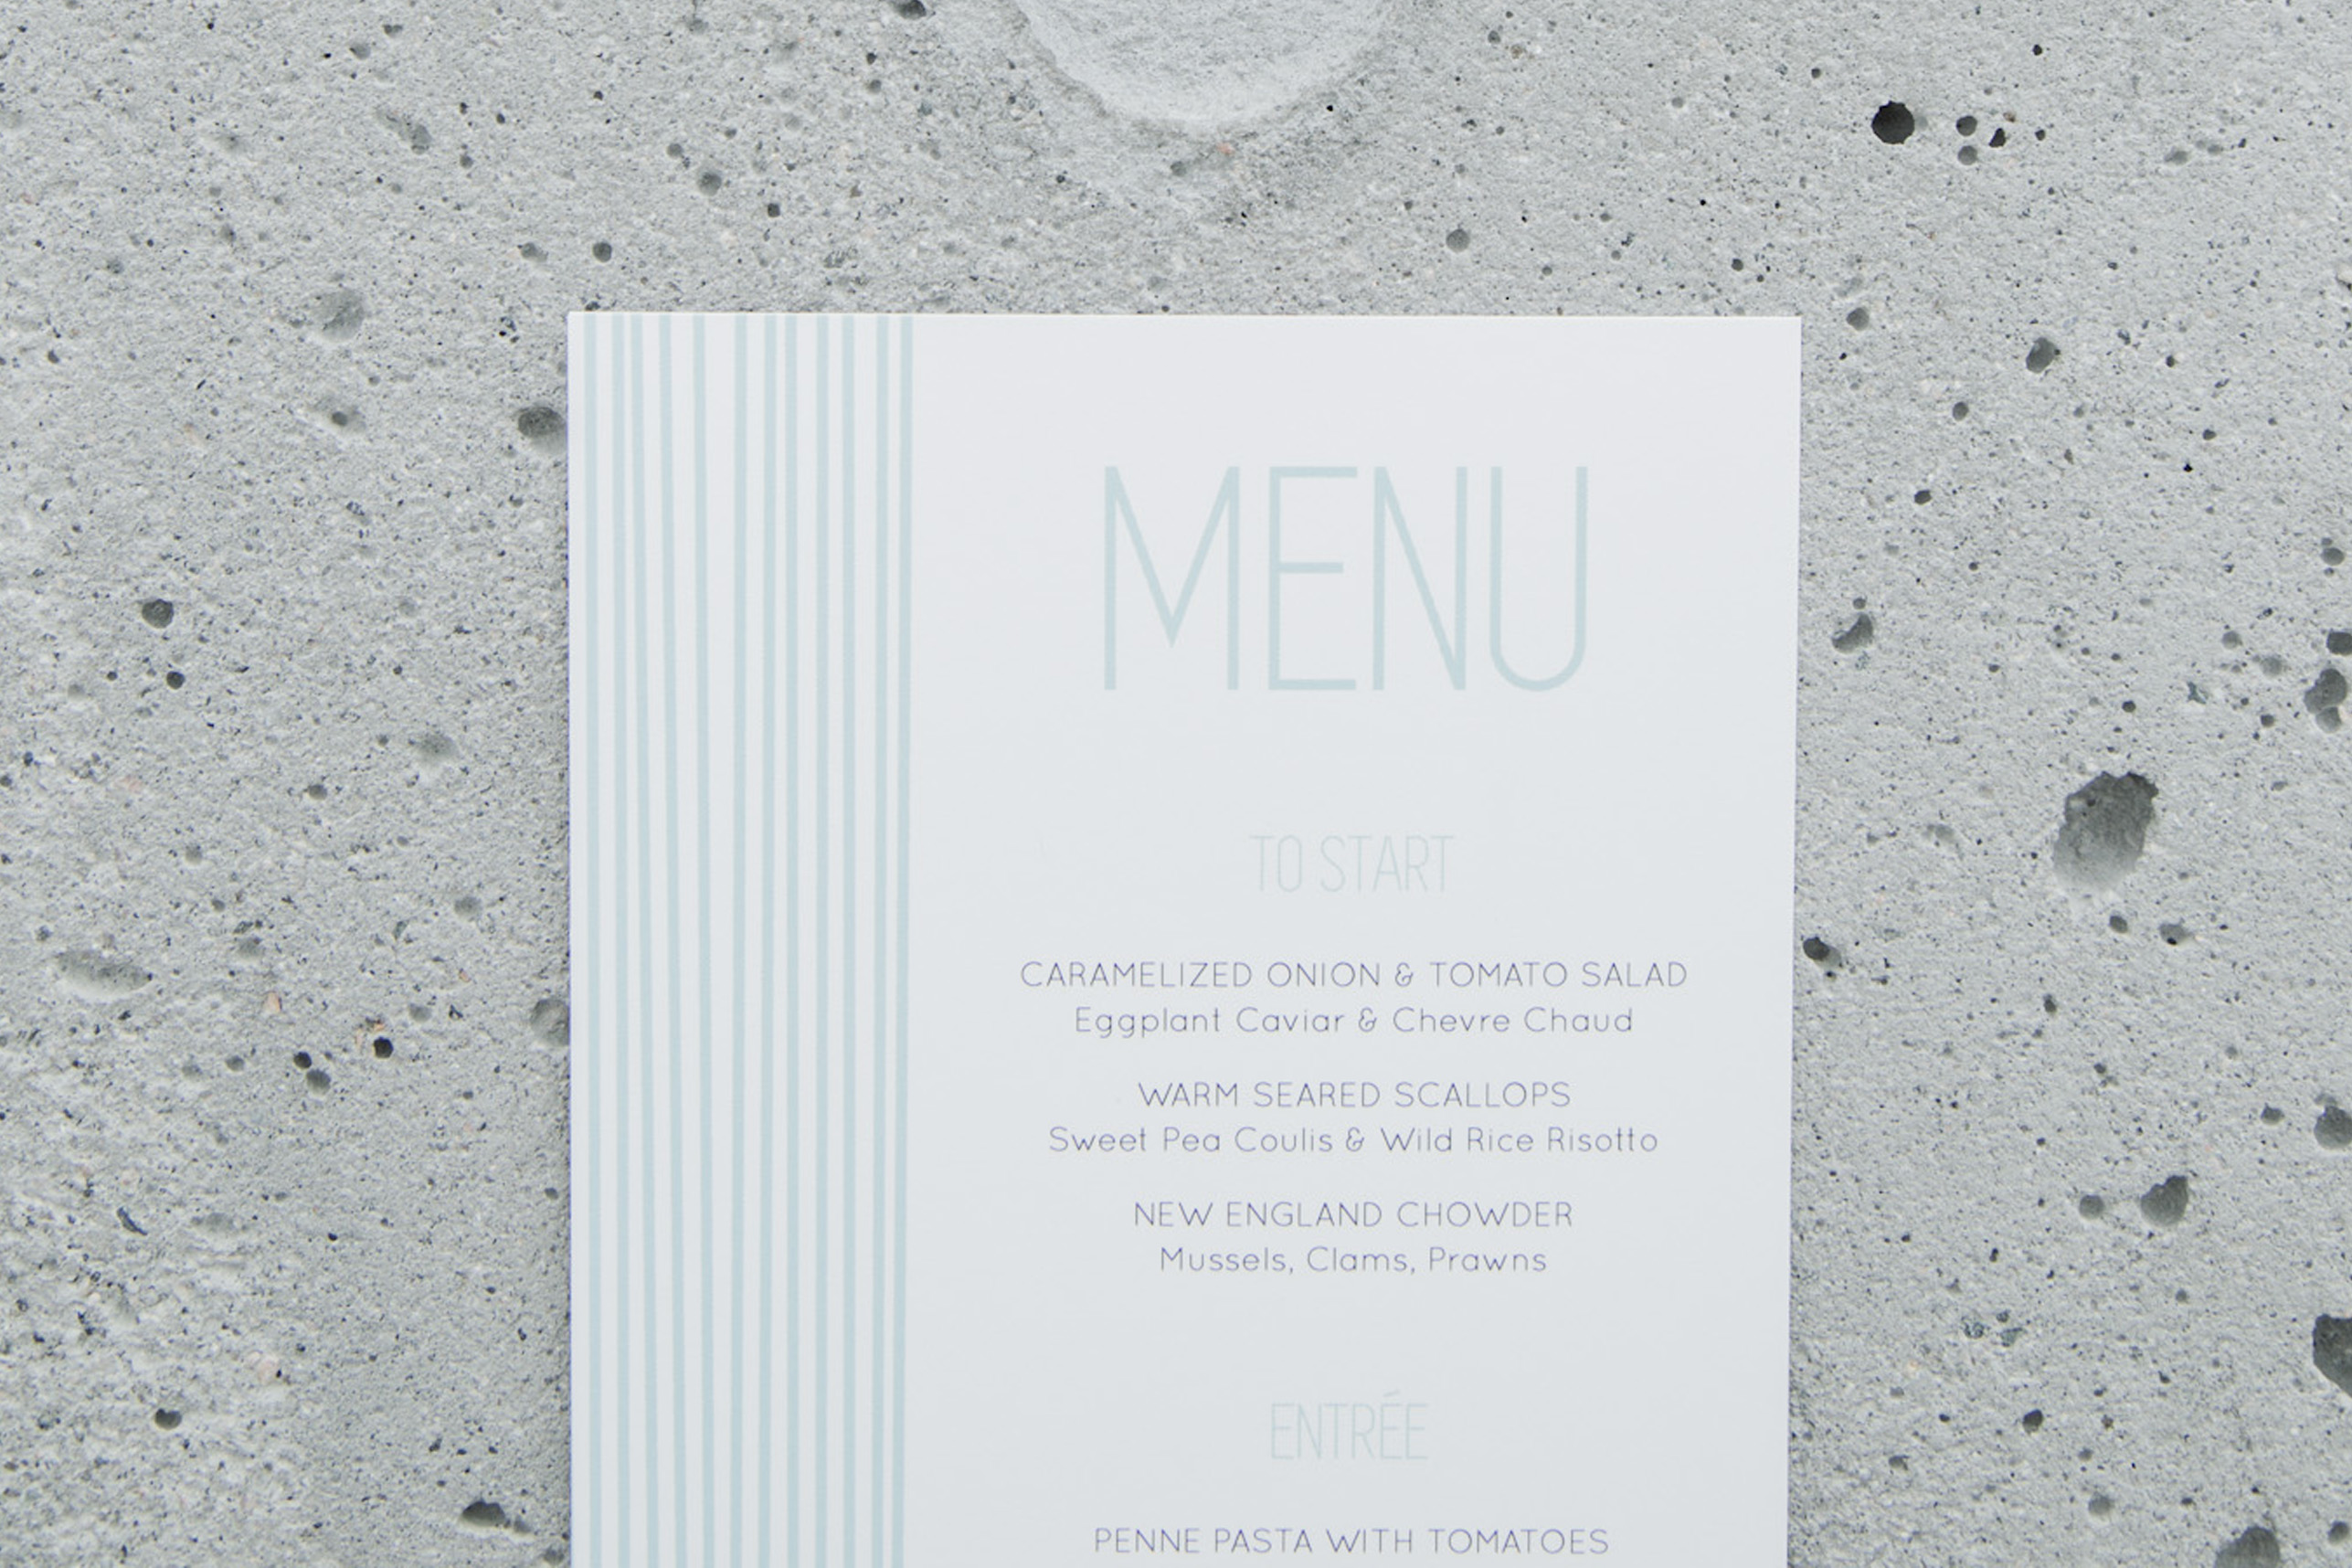 MENU
TO START
CARAMELIZED ONION & TOMATO SALAD
Eggplant Caviar & Chevre Chaud
WARM SEARED SCALLOPS
Sweet Pea Coulis & Wild Rice Risotto
NEW ENGLAND CHOWDER
Mussels, Clams, Prawns
ENTRÉE
PENNE PASTA WITH TOMATOES